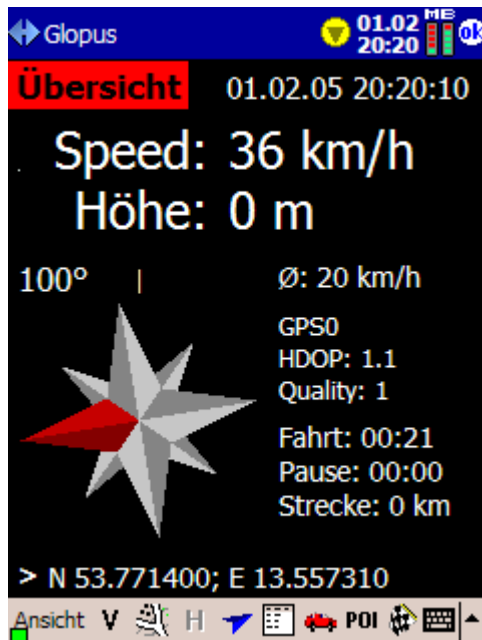 Glopus
01.02
20:20
MB
ok
Übersicht 01.02.05 20:20:10
Speed: 36 km/h
Höhe: 0 m
100° Ø: 20 km/h
GPS0
HDOP: 1.1
Quality: 1
Fahrt: 00:21
Pause: 00:00
Strecke: 0 km
> N 53.771400; E 13.557310
Ansicht V H POI